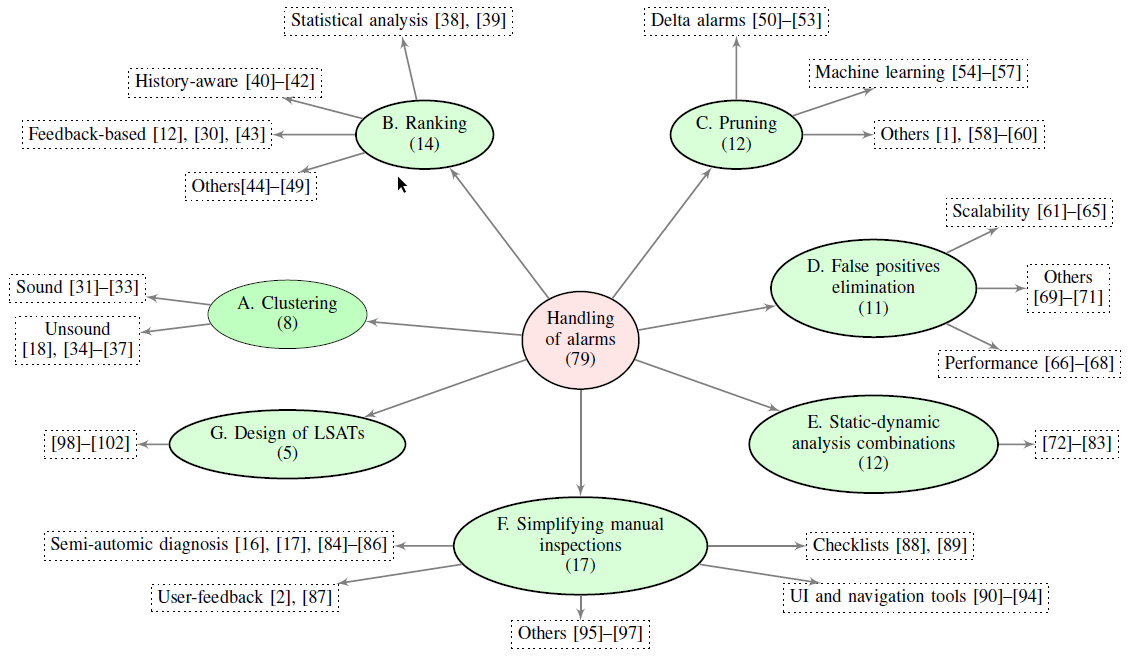 Statistical analysis [38], [39]
Delta alarms [50]–[53]
History-aware [40]–[42]
Machine learning [54]–[57]
B. Ranking
(14)
C. Pruning
(12)
Feedback-based [12], [30], [43]
Others [1], [58]–[60]
Others[44]–[49]
Scalability [61]–[65]
D. False positives
elimination
(11)
Others
[69]–[71]
Sound [31]–[33]
A. Clustering
(8)
Unsound
[18], [34]–[37]
Handling
of alarms
(79)
Performance [66]–[68]
G. Design of LSATs
(5)
[98]–[102]
E. Static-dynamic
analysis combinations
(12)
[72]–[83]
F. Simplifying manual
inspections
(17)
Semi-automic diagnosis [16], [17], [84]–[86]
Checklists [88], [89]
User-feedback [2], [87]
UI and navigation tools [90]–[94]
Others [95]–[97]